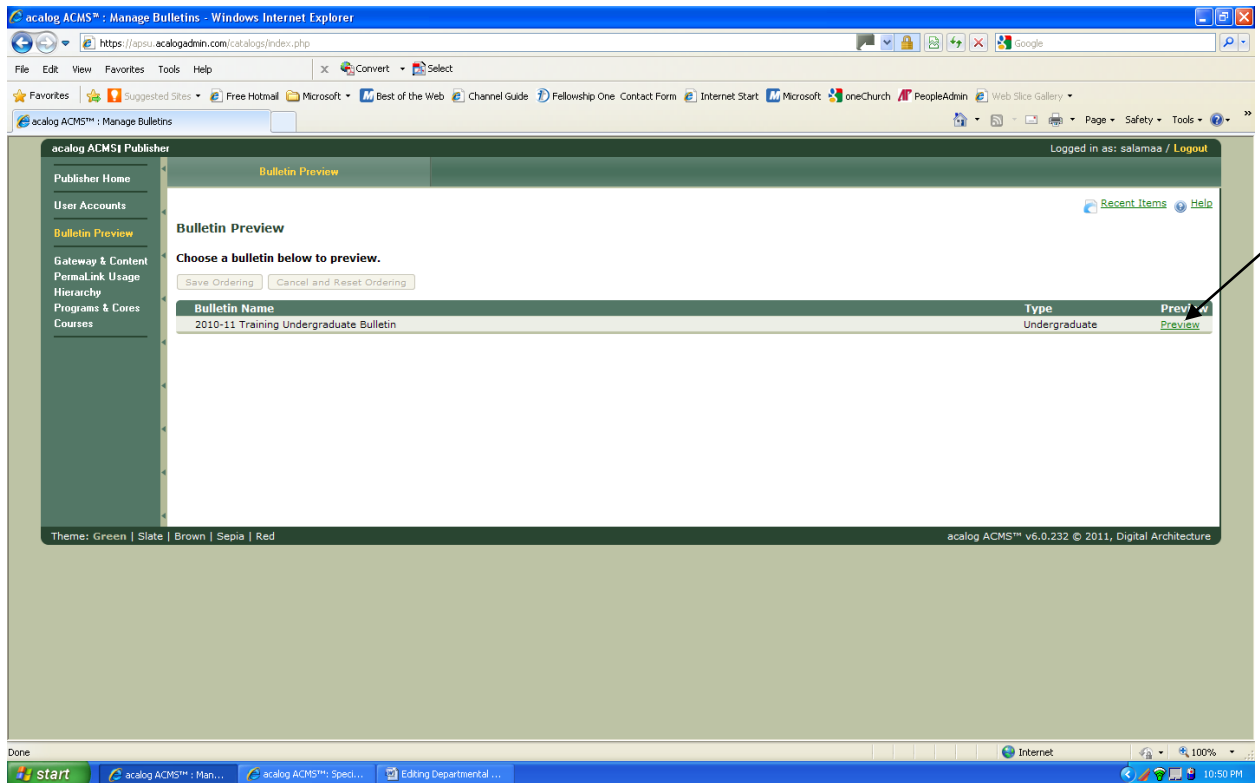 acalog ACMS™ : Manage Bulletins - Windows Internet Explorer
https://apsu.acalogadmin.com/catalogs/index.php
Google
File Edit View Favorites Tools Help
x Convert Select
Favorites Suggested Sites Free Hotmail Microsoft Best of the Web Channel Guide Fellowship One Contact Form Internet Start Microsoft oneChurch PeopleAdmin Web Slice Gallery
acalog ACMS™ : Manage Bulletins
Page Safety Tools »
acalog ACMS| Publisher
Logged in as: salamaa / Logout
Publisher Home
User Accounts
Bulletin Preview
Gateway & Content
PermaLink Usage
Hierarchy
Programs & Cores
Courses
Bulletin Preview
Recent Items Help
Bulletin Preview
Choose a bulletin below to preview.
Save Ordering Cancel and Reset Ordering
Bulletin Name Type Preview
2010-11 Training Undergraduate Bulletin Undergraduate Preview
Theme: Green | Slate | Brown | Sepia | Red
acalog ACMS™ v6.0.232 © 2011, Digital Architecture
Done
Internet
100%
start
acalog ACMS™ : Man...
acalog ACMS™: Speci...
Editing Departmental ...
10:50 PM